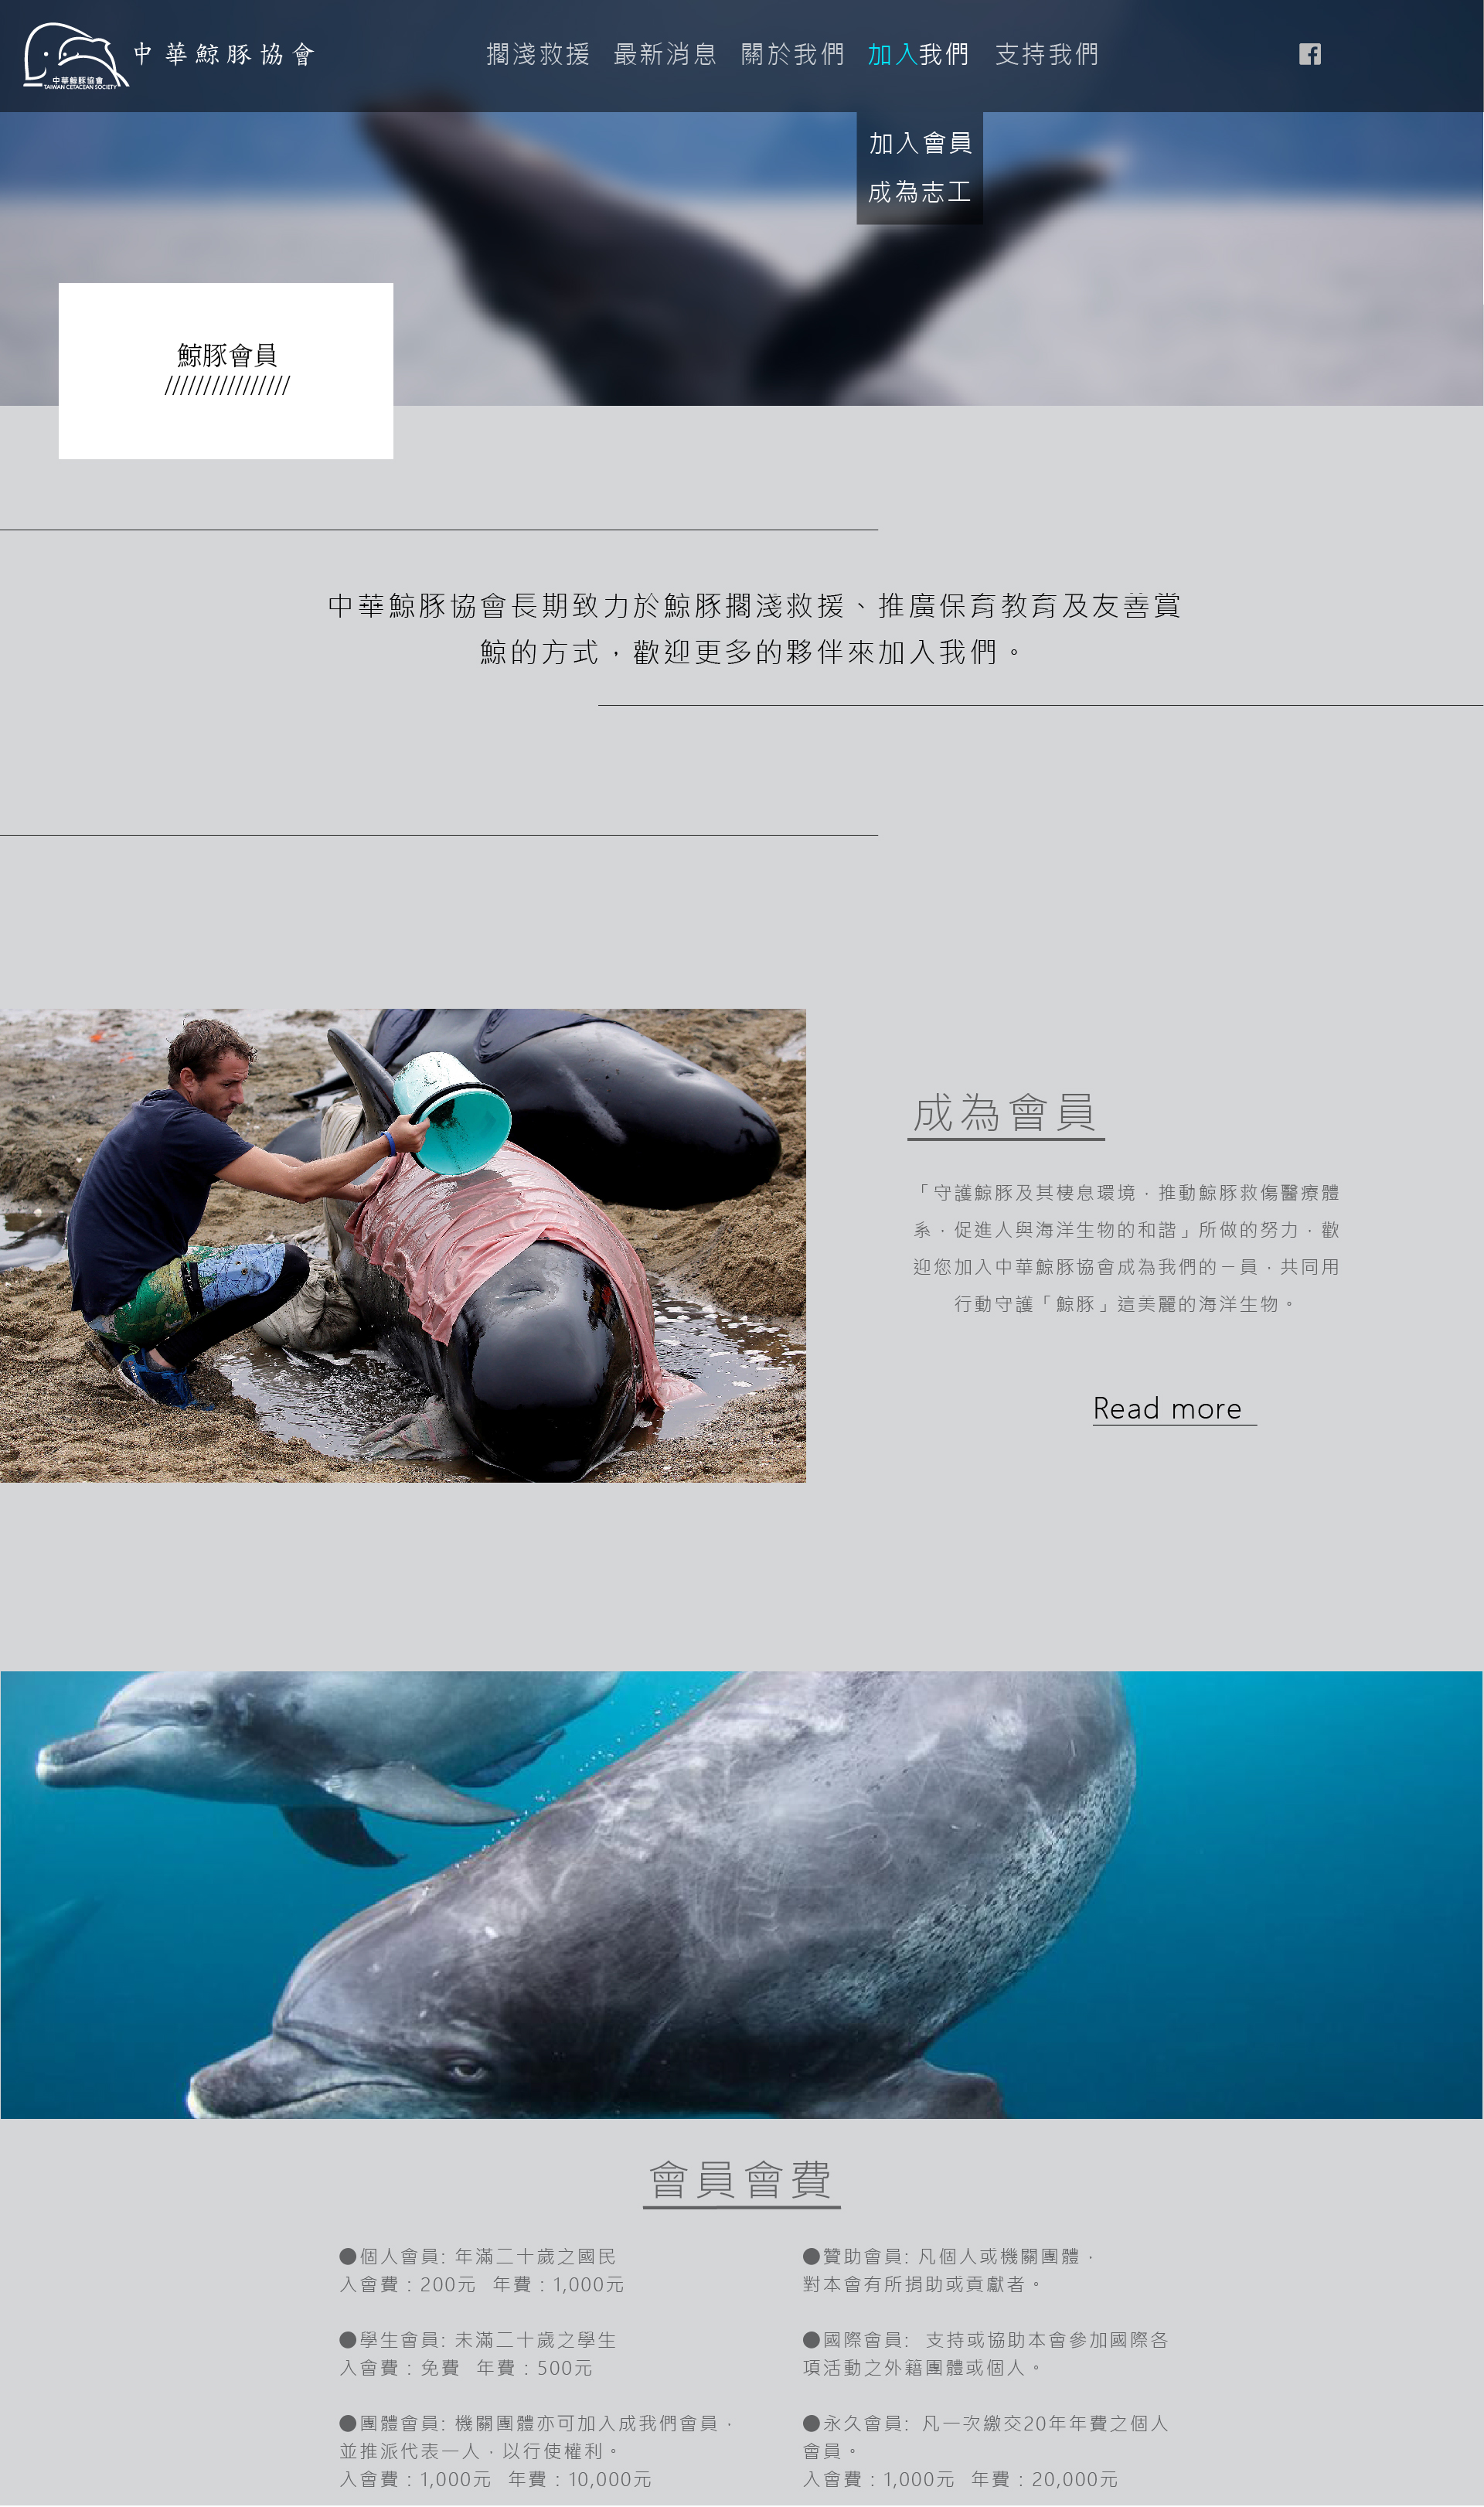 中華鯨豚協會
TAIWAN CETACEAN SOCIETY
中華鯨豚協會
擱淺救援 最新消息 關於我們 加入我們 支持我們
加入會員
成為志工
鯨豚會員
////////////////
中華鯨豚協會長期致力於鯨豚擱淺救援、推廣保育教育及友善賞
鯨的方式，歡迎更多的夥伴來加入我們。
成為會員
「守護鯨豚及其棲息環境，推動鯨豚救傷醫療體
系，促進人與海洋生物的和諧」所做的努力，歡
迎您加入中華鯨豚協會成為我們的一員，共同用
行動守護「鯨豚」這美麗的海洋生物。
Read more
會員會費
●個人會員: 年滿二十歲之國民
入會費：200元 年費：1,000元
●學生會員: 未滿二十歲之學生
入會費：免費 年費：500元
●團體會員: 機關團體亦可加入成我們會員，
並推派代表一人，以行使權利。
入會費：1,000元 年費：10,000元
●贊助會員: 凡個人或機關團體，
對本會有所捐助或貢獻者。
●國際會員: 支持或協助本會參加國際各
項活動之外籍團體或個人。
●永久會員: 凡一次繳交20年年費之個人
會員。
入會費：1,000元 年費：20,000元